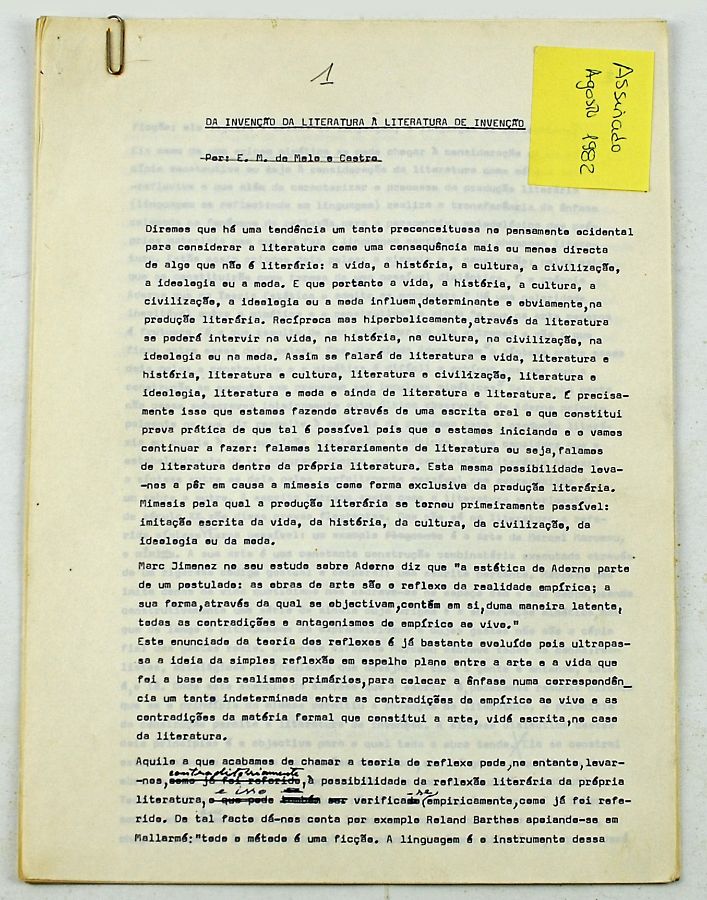 1
Assinado
Agosto 1982
DA INVENÇÃO DA LITERATURA À LITERATURA DE INVENÇÃO
Por: E. M. de Melo e Castro
Diremos que há uma tendência um tanto preconceituosa no pensamento ocidental
para considerar a literatura como uma consequência mais ou menos directa
de algo que não é literário: a vida, a história, a cultura, a civilização,
a ideologia ou a moda. E que portanto a vida, a história, a cultura, a
civilização, a ideologia ou a moda influem,determinante e obviamente,na
produção literária. Recíproca mas hiperbolicamente,através da literatura
se poderá intervir na vida, na história, na cultura, na civilização, na
ideologia ou na moda. Assim se falará de literatura e vida, literatura e
história, literatura e cultura, literatura e civilização, literatura e
ideologia, literatura e moda e ainda de literatura e literatura. É precisa-
mente isso que estamos fazendo através de uma escrita oral o que constitui
prova prática de que tal é possível pois que o estamos iniciando e o vamos
continuar a fazer: falamos literariamente de literatura ou seja,falamos
de literatura dentro da própria literatura. Esta mesma possibilidade leva-
-nos a pôr em causa a mimesis como forma exclusiva da produção literária.
Mimesis pela qual a produção literária se tornou primeiramente possível:
imitação escrita da vida, da história, da cultura, da civilização, da
ideologia ou da moda.
Marc Jimenez no seu estudo sobre Adorno diz que "a estética de Adorno parte
de um postulado: as obras de arte são o reflexo da realidade empírica; a
sua forma,através da qual se objectivam,contêm em si,duma maneira latente,
todas as contradições e antagonismos do empírico ao vivo."
Este enunciado da teoria dos reflexos é já bastante evoluído pois ultrapas-
sa a ideia da simples reflexão em espelho plano entre a arte e a vida que
foi a base dos realismos primários,para colocar a ênfase numa correspondên_
cia um tanto indeterminada entre as contradições do empírico ao vivo e as
contradições da matéria formal que constitui a arte, vidé escrita,no caso
da literatura.
Aquilo a que acabamos de chamar a teoria do reflexo pode,no entanto,levar-
contraditoriamente
-nos,como já foi referido,à possibilidade da reflexão literária da própria
e isso
-se
literatura,o que pode também ser verificado empiricamente,como já foi refe-
rido. De tal facto dá-nos conta por exemplo Roland Barthes apoiando-se em
Mallarmé:"todo o método é uma ficção. A linguagem é o instrumento dessa